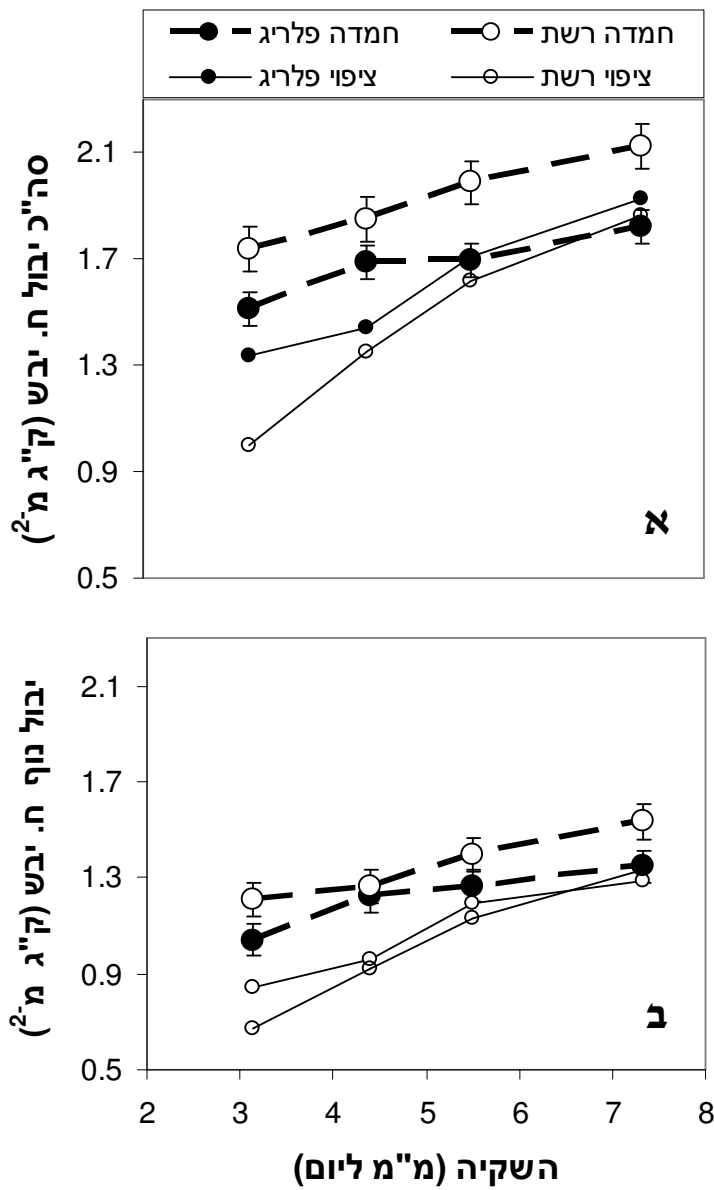 חמדה רשת
חמדה פלריג
ציפוי רשת
ציפוי פלריג
סה"כ יבול ח. יבש (ק"ג מ-2)
2.1
1.7
1.3
0.9
0.5
א
יבול נוף ח. יבש (ק"ג מ-2)
2.1
1.7
1.3
0.9
0.5
ב
2 3 4 5 6 7 8
השקיה (מ"מ ליום)